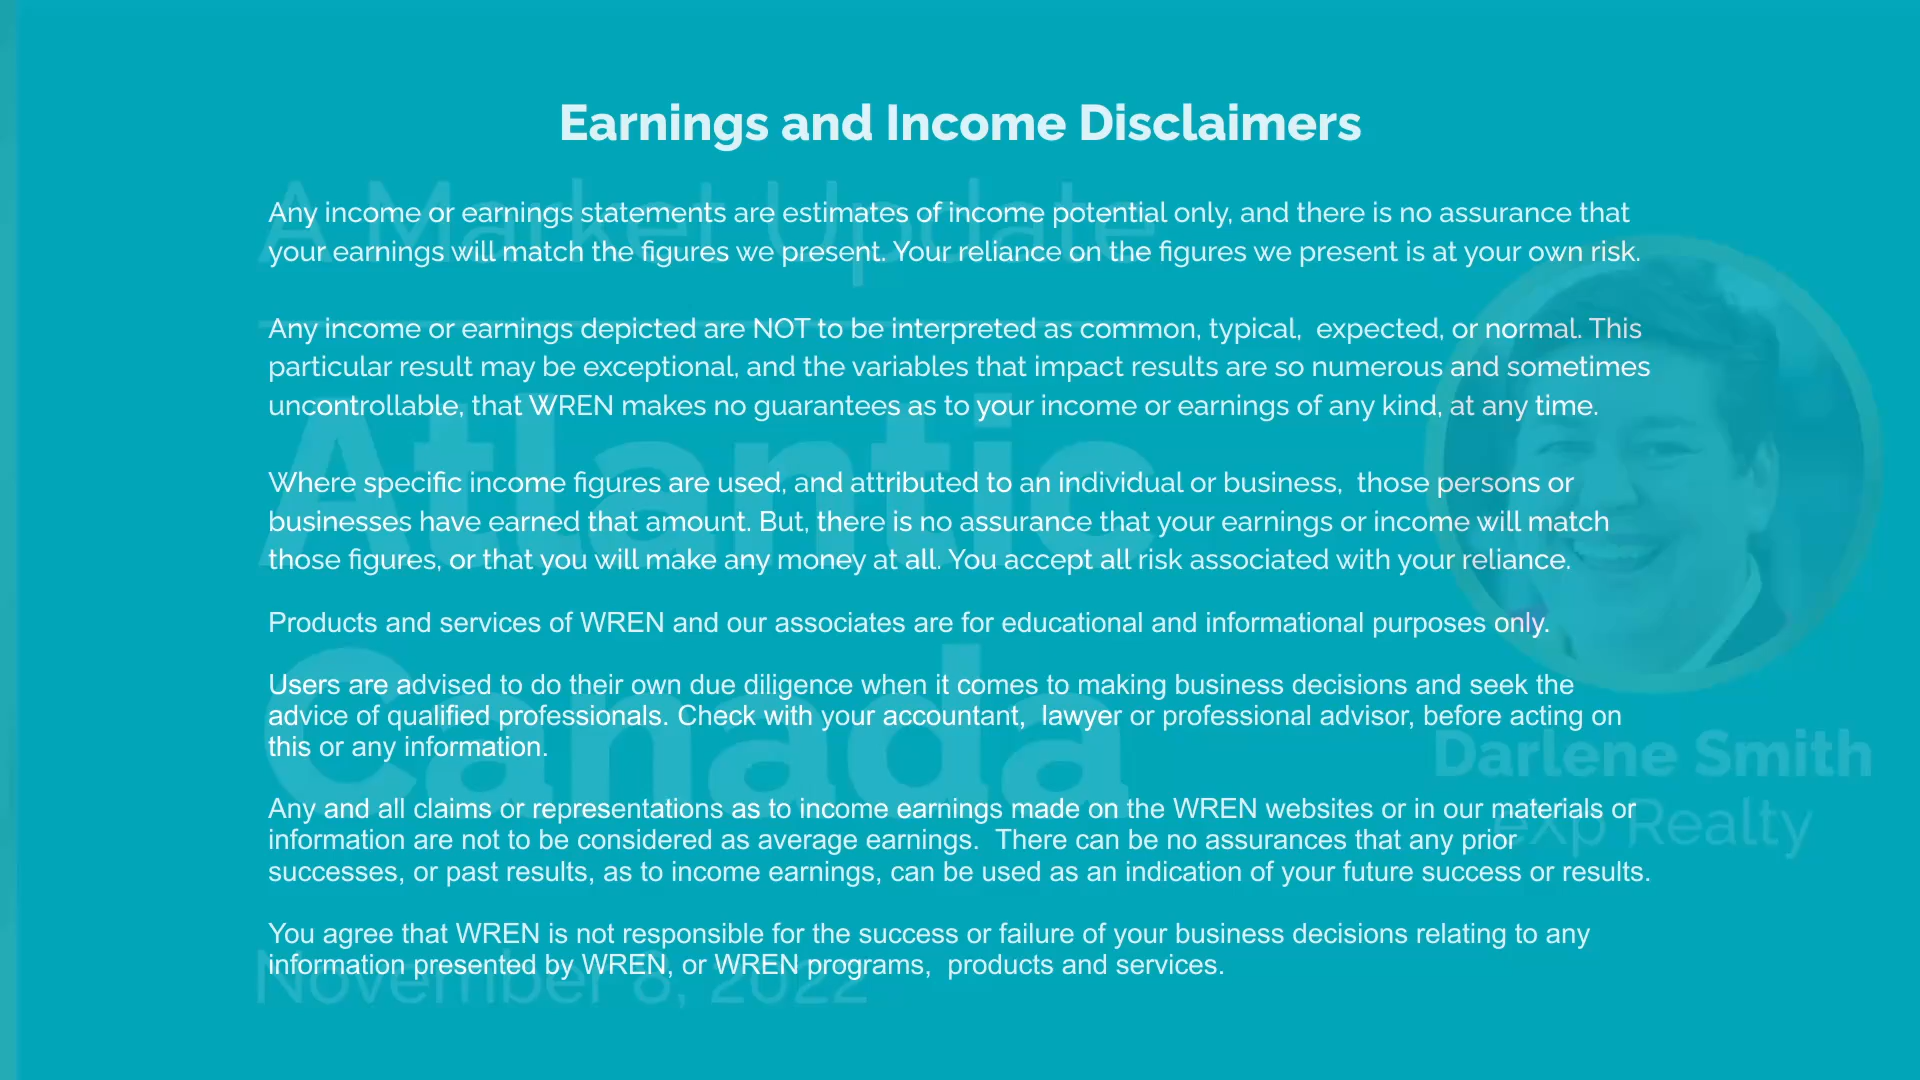 Earnings and Income Disclaimers
Any income or earnings statements are estimates of income potential only, and there is no assurance that
your earnings will match the figures we present. Your reliance on the figures we present is at your own risk.
Any income or earnings depicted are NOT to be interpreted as common, typical,  expected, or normal. This
particular result may be exceptional, and the variables that impact results are so numerous and sometimes
uncontrollable, that WREN makes no guarantees as to your income or earnings of any kind, at any time.
Where specific income figures are used, and attributed to an individual or business,  those persons or
businesses have earned that amount. But, there is no assurance that your earnings or income will match
those figures, or that you will make any money at all. You accept all risk associated with your reliance.
Products and services of WREN and our associates are for educational and informational purposes only.
Users are advised to do their own due diligence when it comes to making business decisions and seek the
advice of qualified professionals. Check with your accountant,  lawyer or professional advisor, before acting on
this or any information.
Any and all claims or representations as to income earnings made on the WREN websites or in our materials or
information are not to be considered as average earnings.  There can be no assurances that any prior
successes, or past results, as to income earnings, can be used as an indication of your future success or results.
You agree that WREN is not responsible for the success or failure of your business decisions relating to any
information presented by WREN, or WREN programs,  products and services.
A Market Update
Atlantic
Canada
November 8, 2022
Darlene Smith
eXp Realty